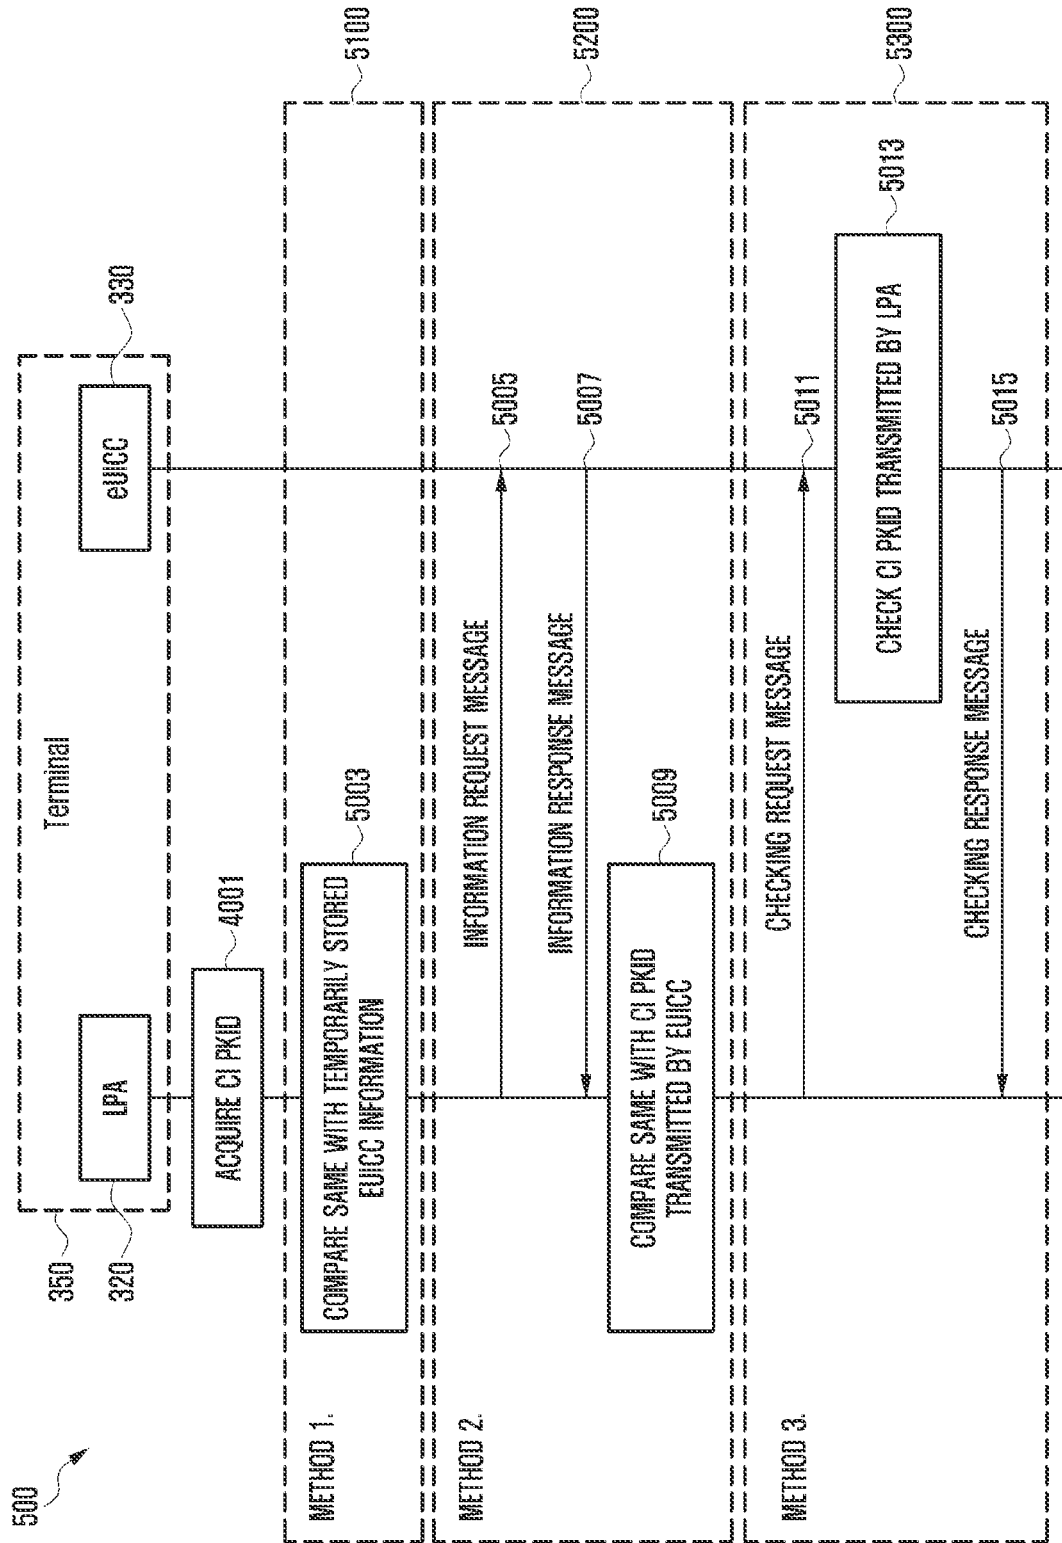 500
350
Terminal
320
LPA
eUICC
330
ACQUIRE CI PKID
4001
METHOD 1.
5100
COMPARE SAME WITH TEMPORARILY STORED
EUICC INFORMATION
5003
METHOD 2.
5200
INFORMATION REQUEST MESSAGE
5005
INFORMATION RESPONSE MESSAGE
5007
COMPARE SAME WITH CI PKID
TRANSMITTED BY EUICC
5009
METHOD 3.
5300
CHECKING REQUEST MESSAGE
5011
CHECK CI PKID TRANSMITTED BY LPA
5013
CHECKING RESPONSE MESSAGE
5015